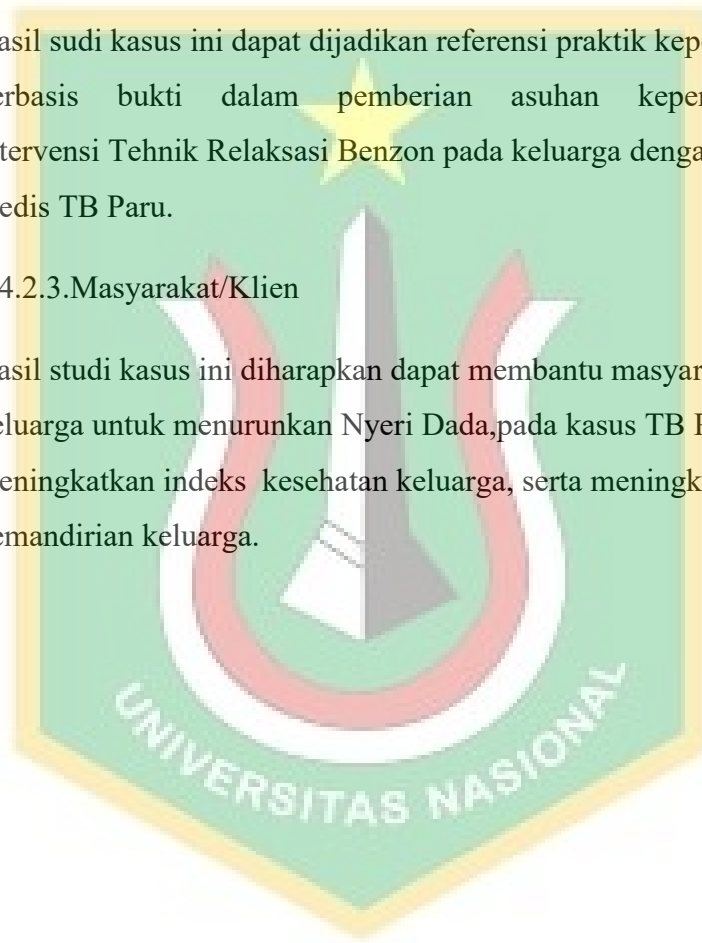 asil sudi kasus ini dapat dijadikan referensi praktik kep
erbasis bukti dalam pemberian asuhan keper
tervensi Tehnik Relaksasi Benzon pada keluarga denga
edis TB Paru.
4.2.3.Masyarakat/Klien
asil studi kasus ini diharapkan dapat membantu masyar
eluarga untuk menurunkan Nyeri Dada,pada kasus TB P
eningkatkan indeks kesehatan keluarga, serta meningk
emandirian keluarga.
UNIVERSITAS NASIONAL